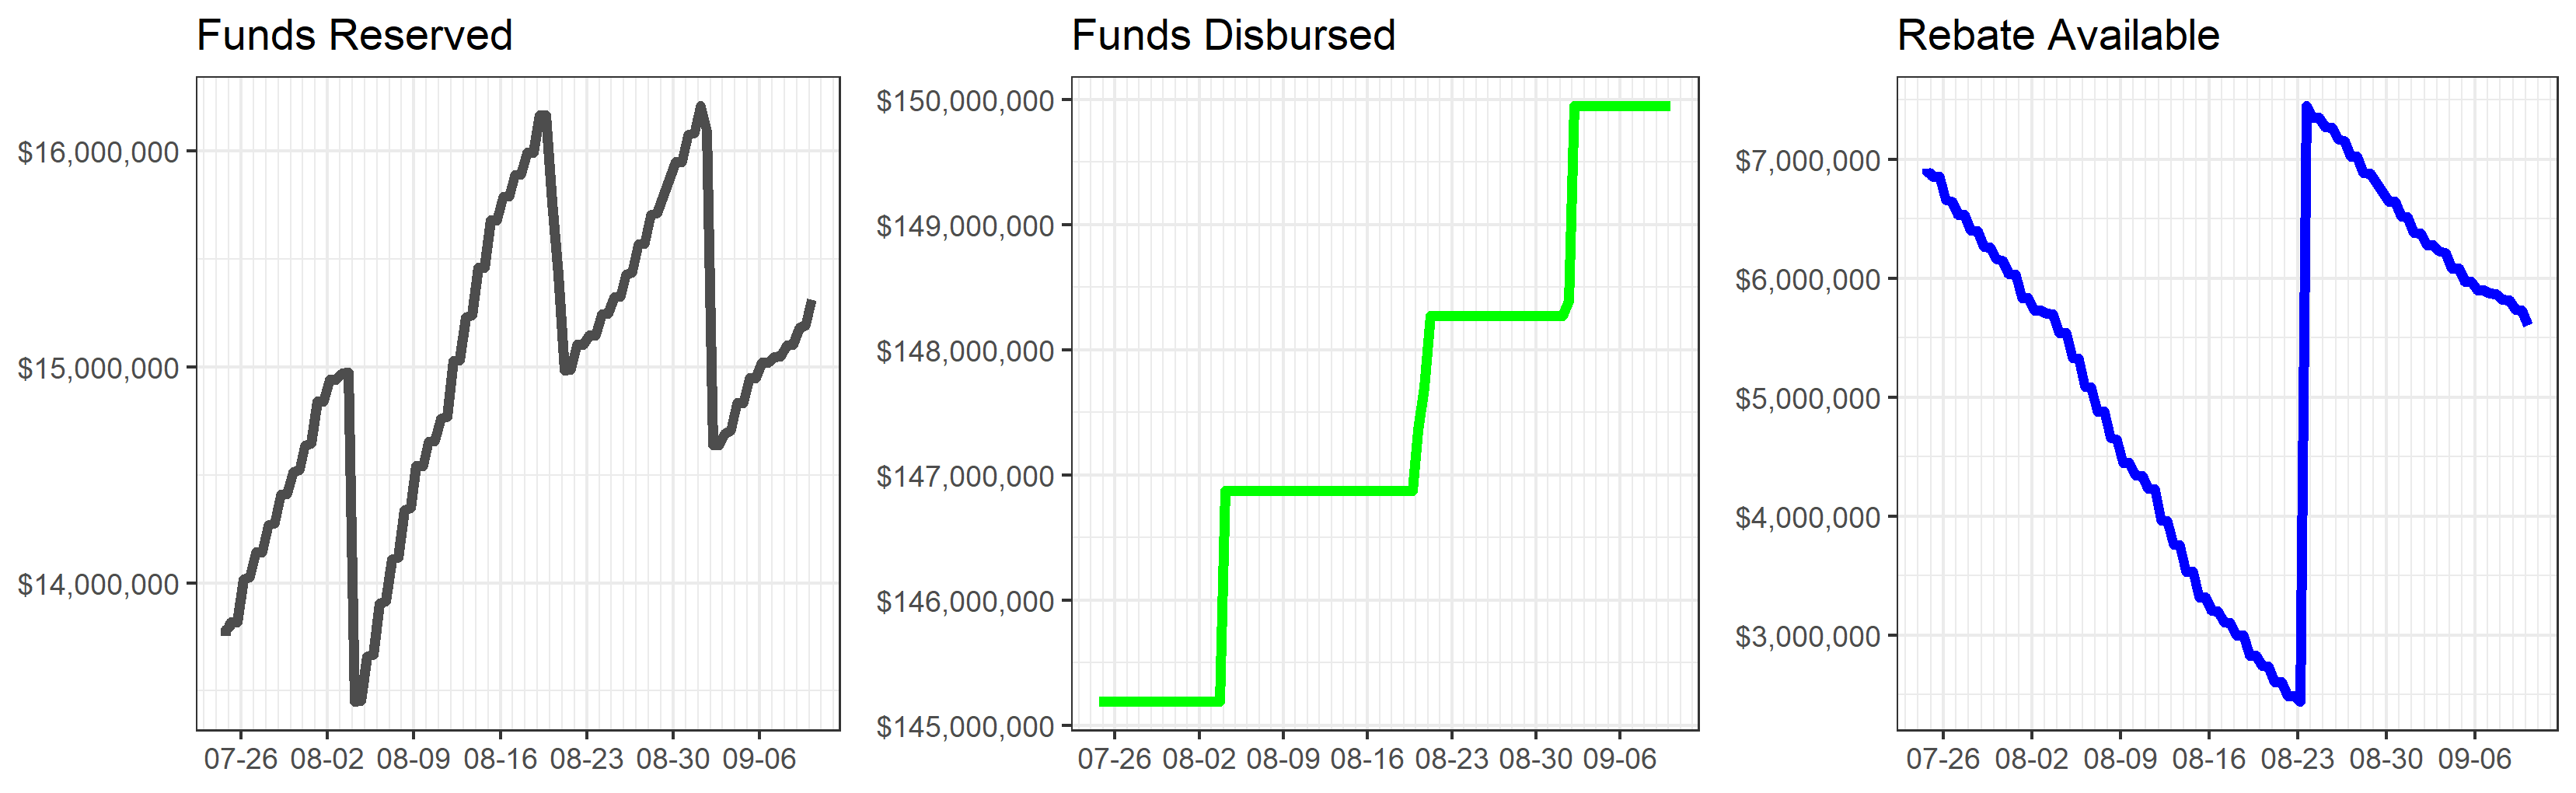 Funds Reserved
$16,000,000
$15,000,000
$14,000,000
07-26 08-02 08-09 08-16 08-23 08-30 09-06
Funds Disbursed
$150,000,000
$149,000,000
$148,000,000
$147,000,000
$146,000,000
$145,000,000
07-26 08-02 08-09 08-16 08-23 08-30 09-06
Rebate Available
$7,000,000
$6,000,000
$5,000,000
$4,000,000
$3,000,000
07-26 08-02 08-09 08-16 08-23 08-30 09-06